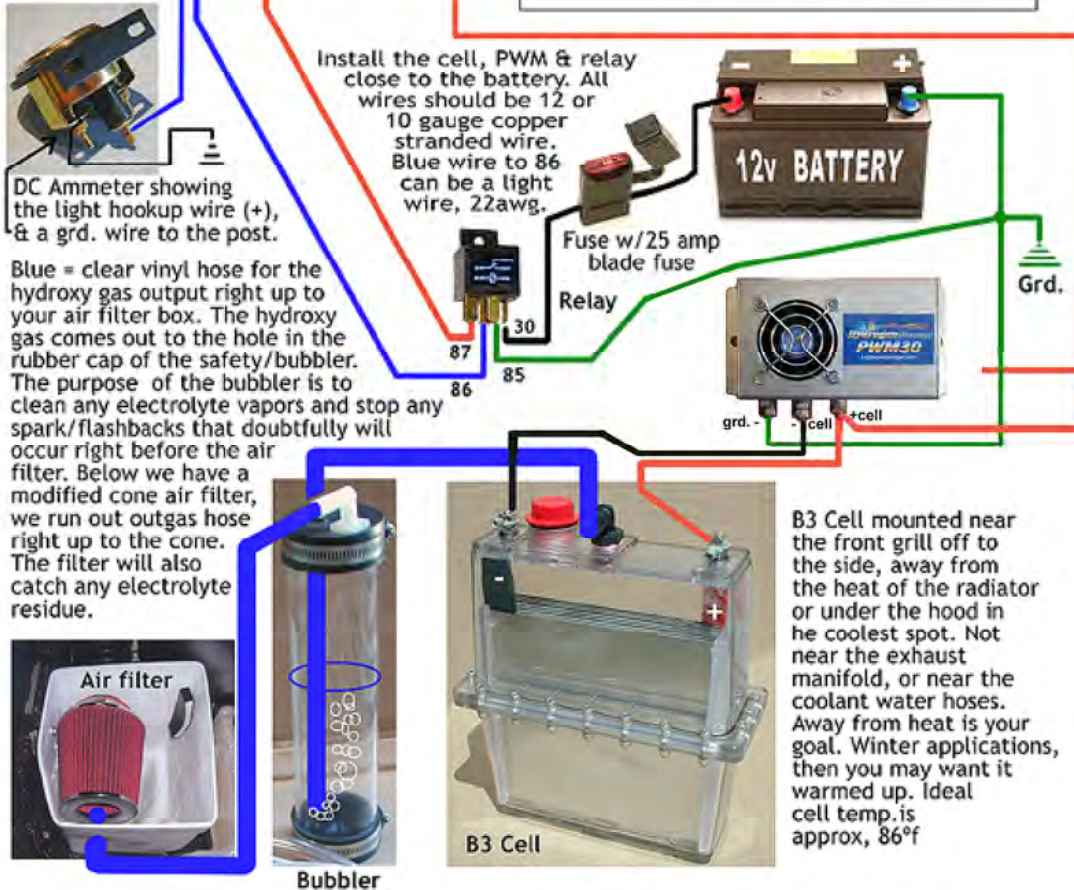 Install the cell, PWM & relay
close to the battery. All
wires should be 12 or
10 gauge copper
stranded wire.
Blue wire to 86
can be a light
wire, 22awg.
-
+
12v BATTERY
DC Ammeter showing
the light hookup wire (+),
& a grd. wire to the post.
Fuse w/25 amp
blade fuse
Grd.
Relay
30
87
85
86
Blue = clear vinyl hose for the
hydroxy gas output right up to
your air filter box. The hydroxy
gas comes out to the hole in the
rubber cap of the safety/bubbler.
The purpose of the bubbler is to
clean any electrolyte vapors and stop any
spark/flashbacks that doubtfully will
occur right before the air
filter. Below we have a
modified cone air filter,
we run out outgas hose
right up to the cone.
The filter will also
catch any electrolyte
residue.
PWM30
grd. -
- cell
+cell
-
+
B3 Cell mounted near
the front grill off to
the side, away from
the heat of the radiator
or under the hood in
he coolest spot. Not
near the exhaust
manifold, or near the
coolant water hoses.
Away from heat is your
goal. Winter applications,
then you may want it
warmed up. Ideal
cell temp.is
approx, 86ºf
Air filter
B3 Cell
Bubbler